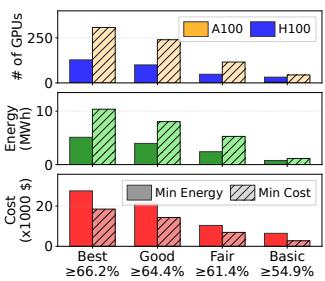 # of GPUs
250
0
A100 H100
Energy
(MWh)
10
0
Cost
(x1000 $)
20
0
Min Energy Min Cost
Best Good Fair Basic
≥66.2% ≥64.4% ≥61.4% ≥54.9%